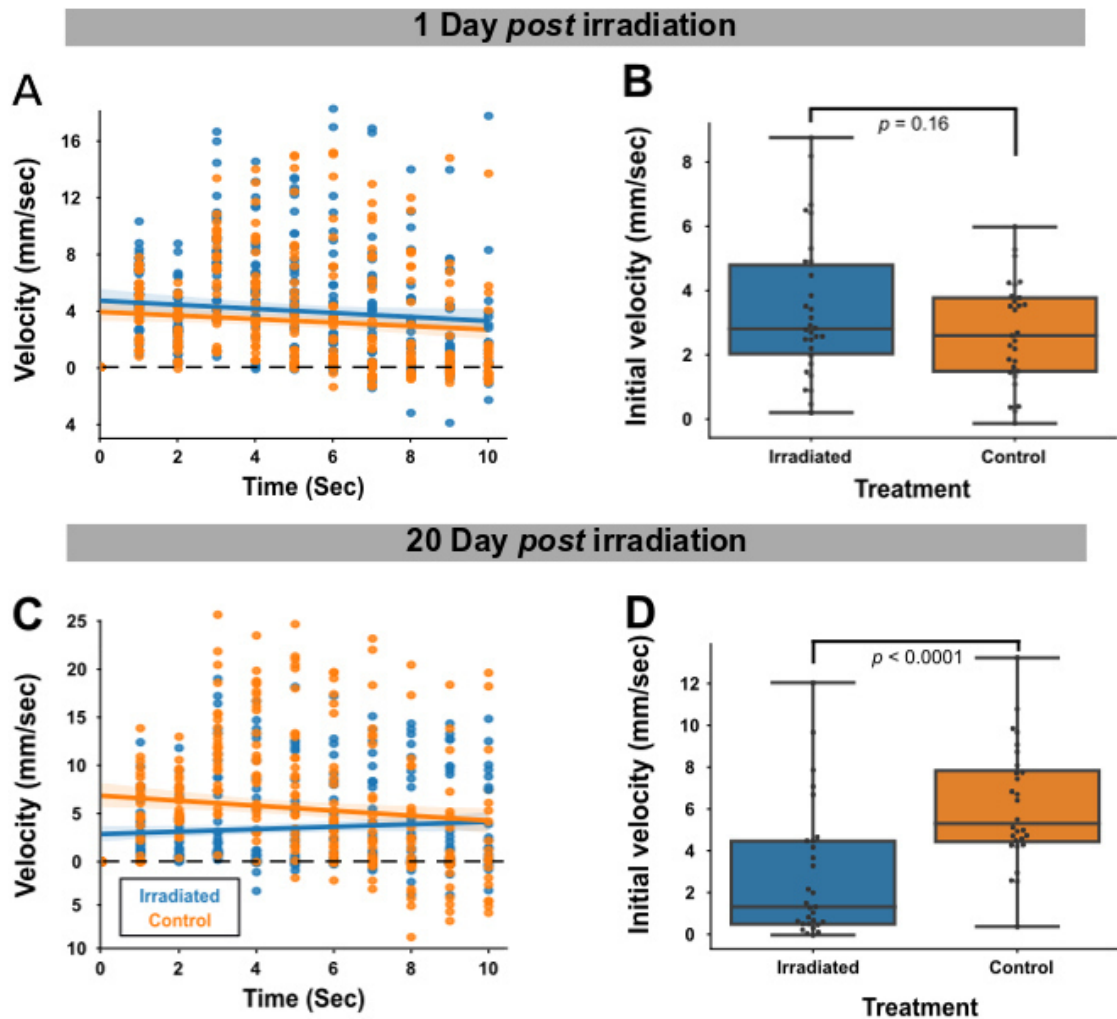 1 Day post irradiation
A
Velocity (mm/sec)
16
12
8
4
0
4
0
2
4
6
8
10
Time (Sec)
B
Initial velocity (mm/sec)
8
6
4
2
0
p = 0.16
Irradiated
Control
Treatment
20 Day post irradiation
C
Velocity (mm/sec)
25
20
15
10
5
0
5
10
Irradiated
Control
0
2
4
6
8
10
Time (Sec)
D
Initial velocity (mm/sec)
12
10
8
6
4
2
0
p < 0.0001
Irradiated
Control
Treatment